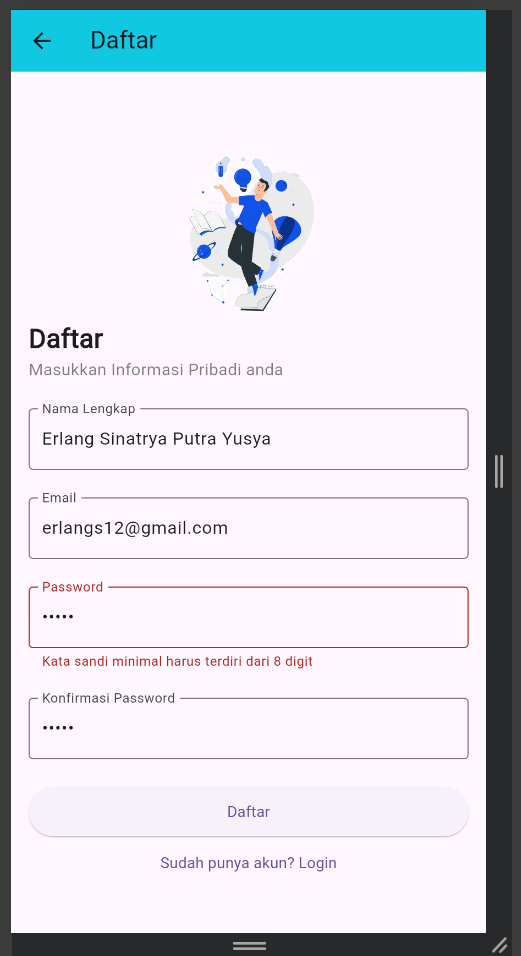 Daftar
Daftar
Masukkan Informasi Pribadi anda
Nama Lengkap
Erlang Sinatrya Putra Yusya
Email
erlangs12@gmail.com
Password
•••••
Kata sandi minimal harus terdiri dari 8 digit
Konfirmasi Password
•••••
Daftar
Sudah punya akun? Login